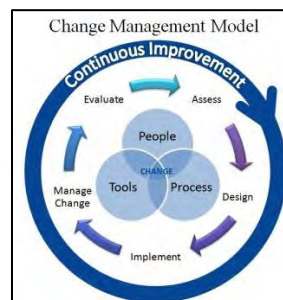 Change Management Model
Continuous Improvement
Evaluate
Assess
People
CHANGE
Tools
Process
Manage
Change
Design
Implement